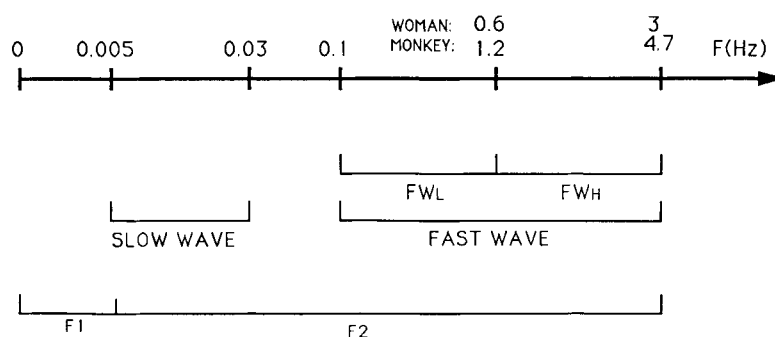 WOMAN: 0.6 3
MONKEY: 1.2 4.7
0 0.005 0.03 0.1 F(Hz)
FWL FWH
SLOW WAVE FAST WAVE
F1 F2